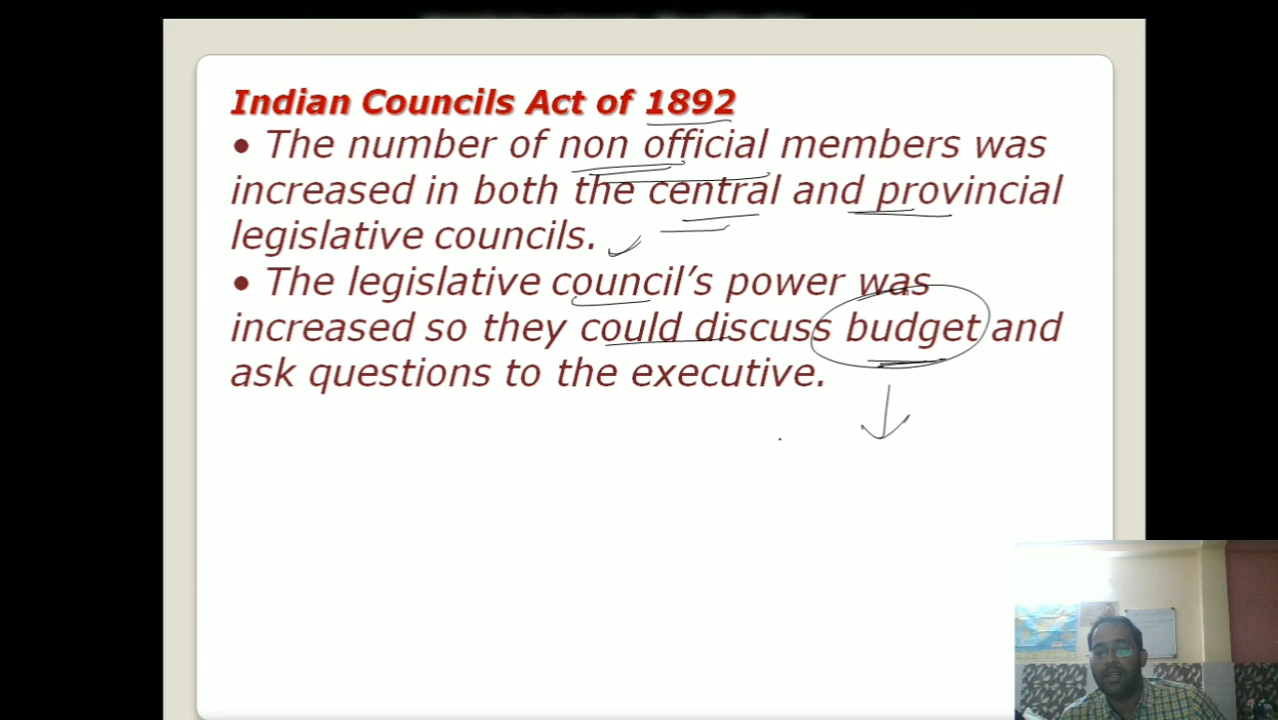 Indian Councils Act of 1892
• The number of non official members was
increased in both the central and provincial
legislative councils.
• The legislative council’s power was
increased so they could discuss budget and
ask questions to the executive.